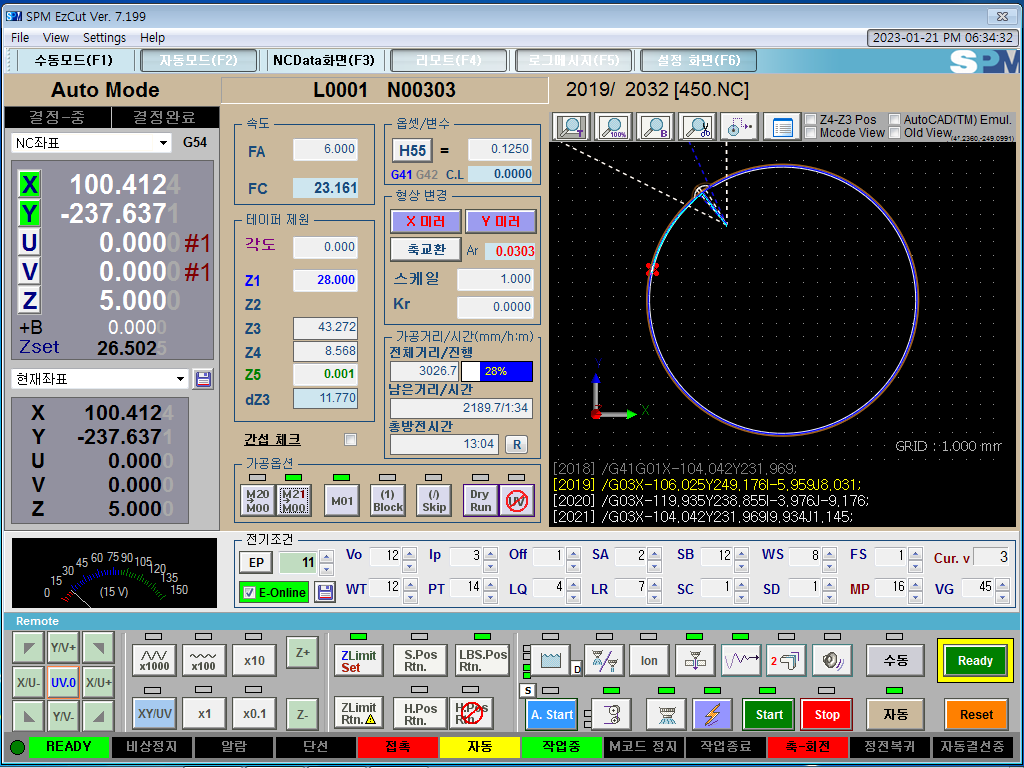 SPM EzCut Ver. 7.199
File View Settings Help
2023-01-21 PM 06:34:32
수동모드(F1) 자동모드(F2) NCData화면(F3) 리모트(F4) 로그메시지(F5) 설정 화면(F6) SPM
Auto Mode
L0001 N00303
2019/ 2032 [450.NC]
결정-중 결정완료
NC좌표 G54
X 100.4124
Y -237.6371
U 0.0000 #1
V 0.0000 #1
Z 5.0000
+B 0.0000
Zset 26.5025
현재좌표
X 100.4124
Y -237.6371
U 0.0000
V 0.0000
Z 5.0000
속도
FA 6.000
FC 23.161
테이퍼 제원
각도 0.000
Z1 28.000
Z2
Z3 43.272
Z4 8.568
Z5 0.001
dZ3 11.770
간섭 체크
옵셋/변수
H55 = 0.1250
G41 G42 C.L 0.0000
형상 변경
X 미러 Y 미러
축교환 Ar 0.0303
스케일 1.000
Kr 0.0000
가공거리/시간(mm/h:m)
전체거리/진행
3026.7 28%
남은거리/시간
2189.7/1:34
총방전시간
13:04 R
가공옵션
M20 M00 M21 M00 M01 (1) Block (/) Skip Dry Run UV
T 100% B
Z4-Z3 Pos AutoCAD(TM) Emul.
Mcode View Old View
(47.2360,-249.0991)
Y
X
GRID : 1.000 mm
[2018] /G41G01X-104,042Y231,969;
[2019] /G03X-106,025Y249,176I-5,959J8,031;
[2020] /G03X-119,935Y238,855I-3,976J-9,176;
[2021] /G03X-104,042Y231,969I9,934J1,145;
0 15 30 45 60 75 90 105 120 135 150
(15 V)
전기조건
EP 11 Vo 12 Ip 3 Off 1 SA 2 SB 12 WS 8 FS 1 Cur. v 3
E-Online WT 12 PT 14 LQ 4 LR 7 SC 1 SD 1 MP 16 VG 45
Remote
Y/V+
X/U- UV.0 X/U+
Y/V-
x1000 x100 x10 Z+
XY/UV x1 x0.1 Z-
ZLimit Set S.Pos Rtn. LBS.Pos Rtn.
ZLimit Rtn. H.Pos Rtn. H.Pos Rtn.
D Ion 2 수동 Ready
S A. Start Start Stop 자동 Reset
READY 비상정지 알람 단선 접촉 자동 가공중 M코드 정지 작업종료 축-회전 정전복귀 자동결선중